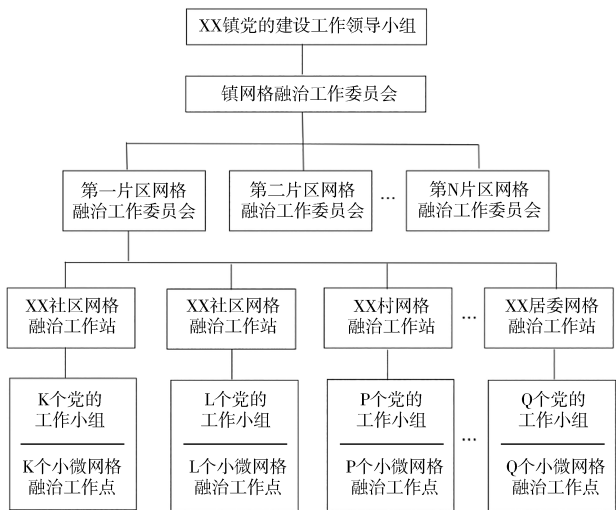 XX镇党的建设工作领导小组
镇网格融治工作委员会
第一片区网格
融治工作委员会
第二片区网格
融治工作委员会
...
第N片区网格
融治工作委员会
XX社区网格
融治工作站
XX社区网格
融治工作站
XX村网格
融治工作站
...
XX居委网格
融治工作站
K个党的
工作小组
K个小微网格
融治工作点
L个党的
工作小组
L个小微网格
融治工作点
P个党的
工作小组
P个小微网格
融治工作点
...
Q个党的
工作小组
Q个小微网格
融治工作点